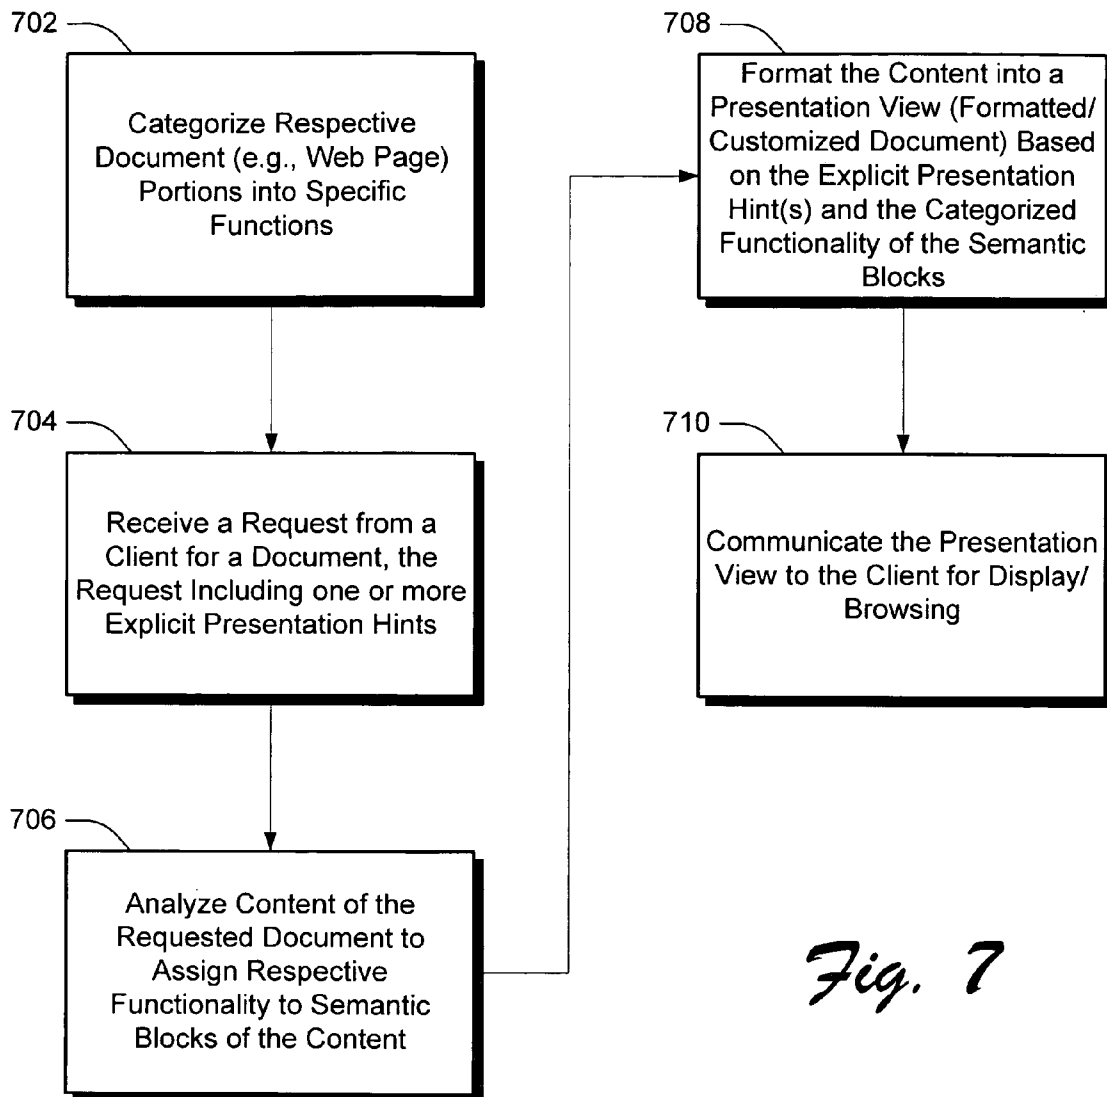 702
Categorize Respective
Document (e.g., Web Page)
Portions into Specific
Functions
704
Receive a Request from a
Client for a Document, the
Request Including one or more
Explicit Presentation Hints
706
Analyze Content of the
Requested Document to
Assign Respective
Functionality to Semantic
Blocks of the Content
708
Format the Content into a
Presentation View (Formatted/
Customized Document) Based
on the Explicit Presentation
Hint(s) and the Categorized
Functionality of the Semantic
Blocks
710
Communicate the Presentation
View to the Client for Display/
Browsing
Fig. 7